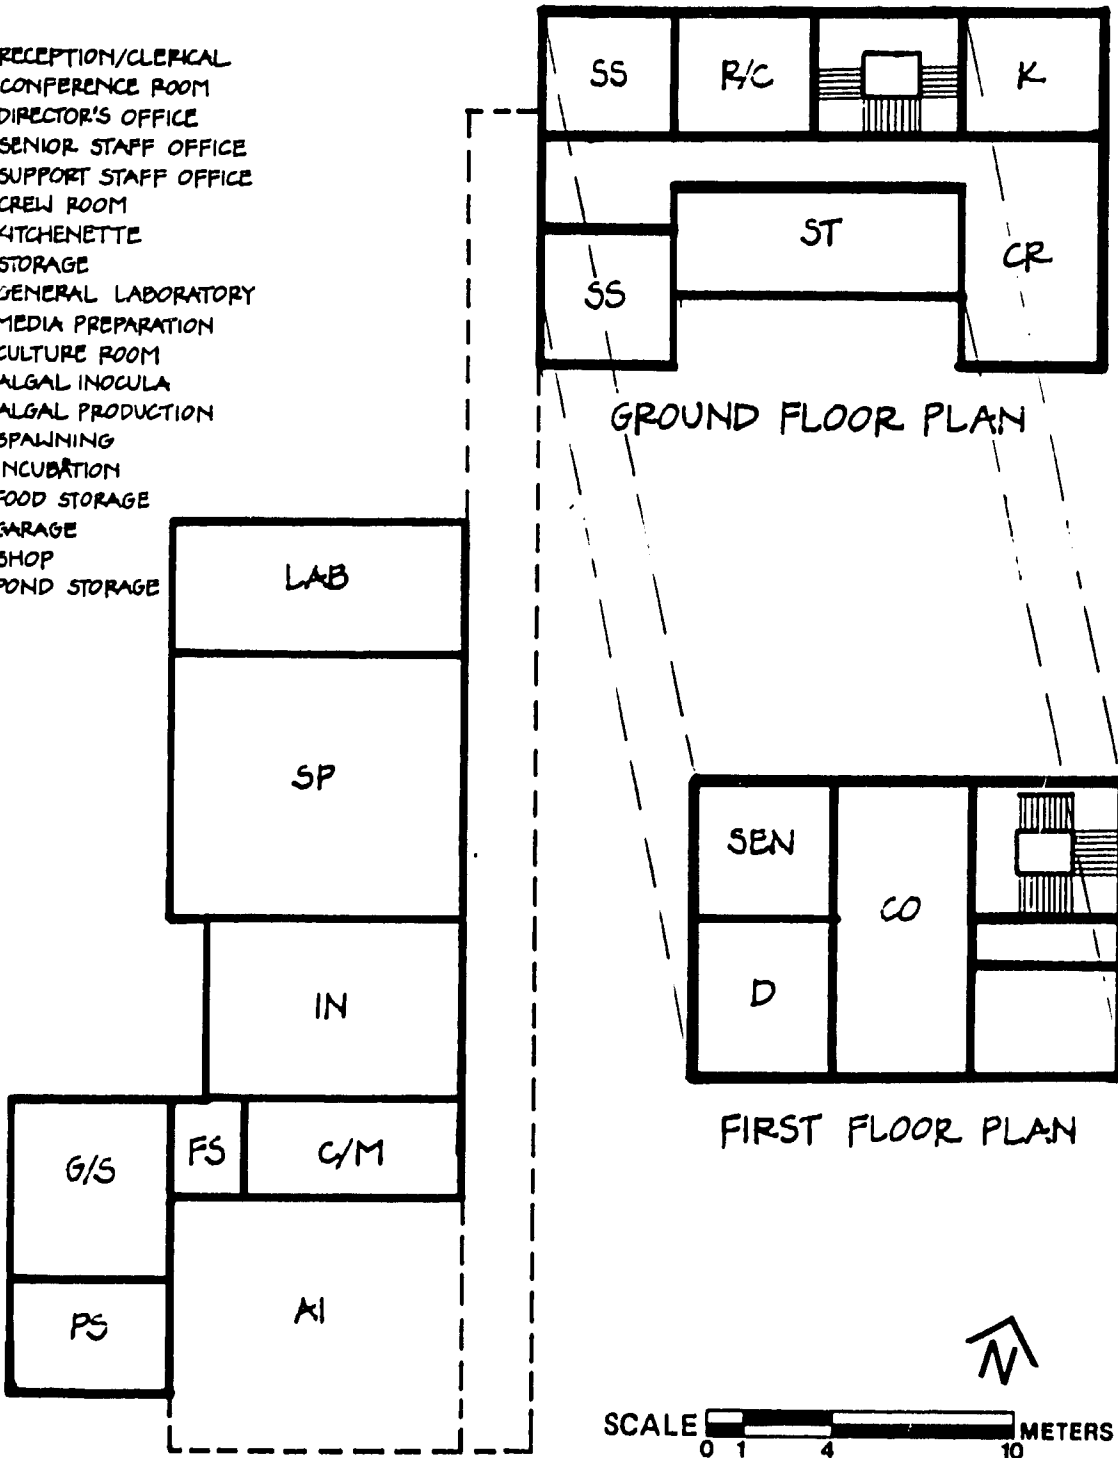 RECEPTION/CLERICAL
CONFERENCE ROOM
DIRECTOR'S OFFICE
SENIOR STAFF OFFICE
SUPPORT STAFF OFFICE
CREW ROOM
KITCHENETTE
STORAGE
GENERAL LABORATORY
MEDIA PREPARATION
CULTURE ROOM
ALGAL INOCULA
ALGAL PRODUCTION
SPAWNING
INCUBATION
FOOD STORAGE
GARAGE
SHOP
POND STORAGE
SS
R/C
K
ST
CR
SS
GROUND FLOOR PLAN
LAB
SP
IN
FS
C/M
G/S
PS
AI
SEN
CO
D
FIRST FLOOR PLAN
N
SCALE
METERS
0 1 4 10